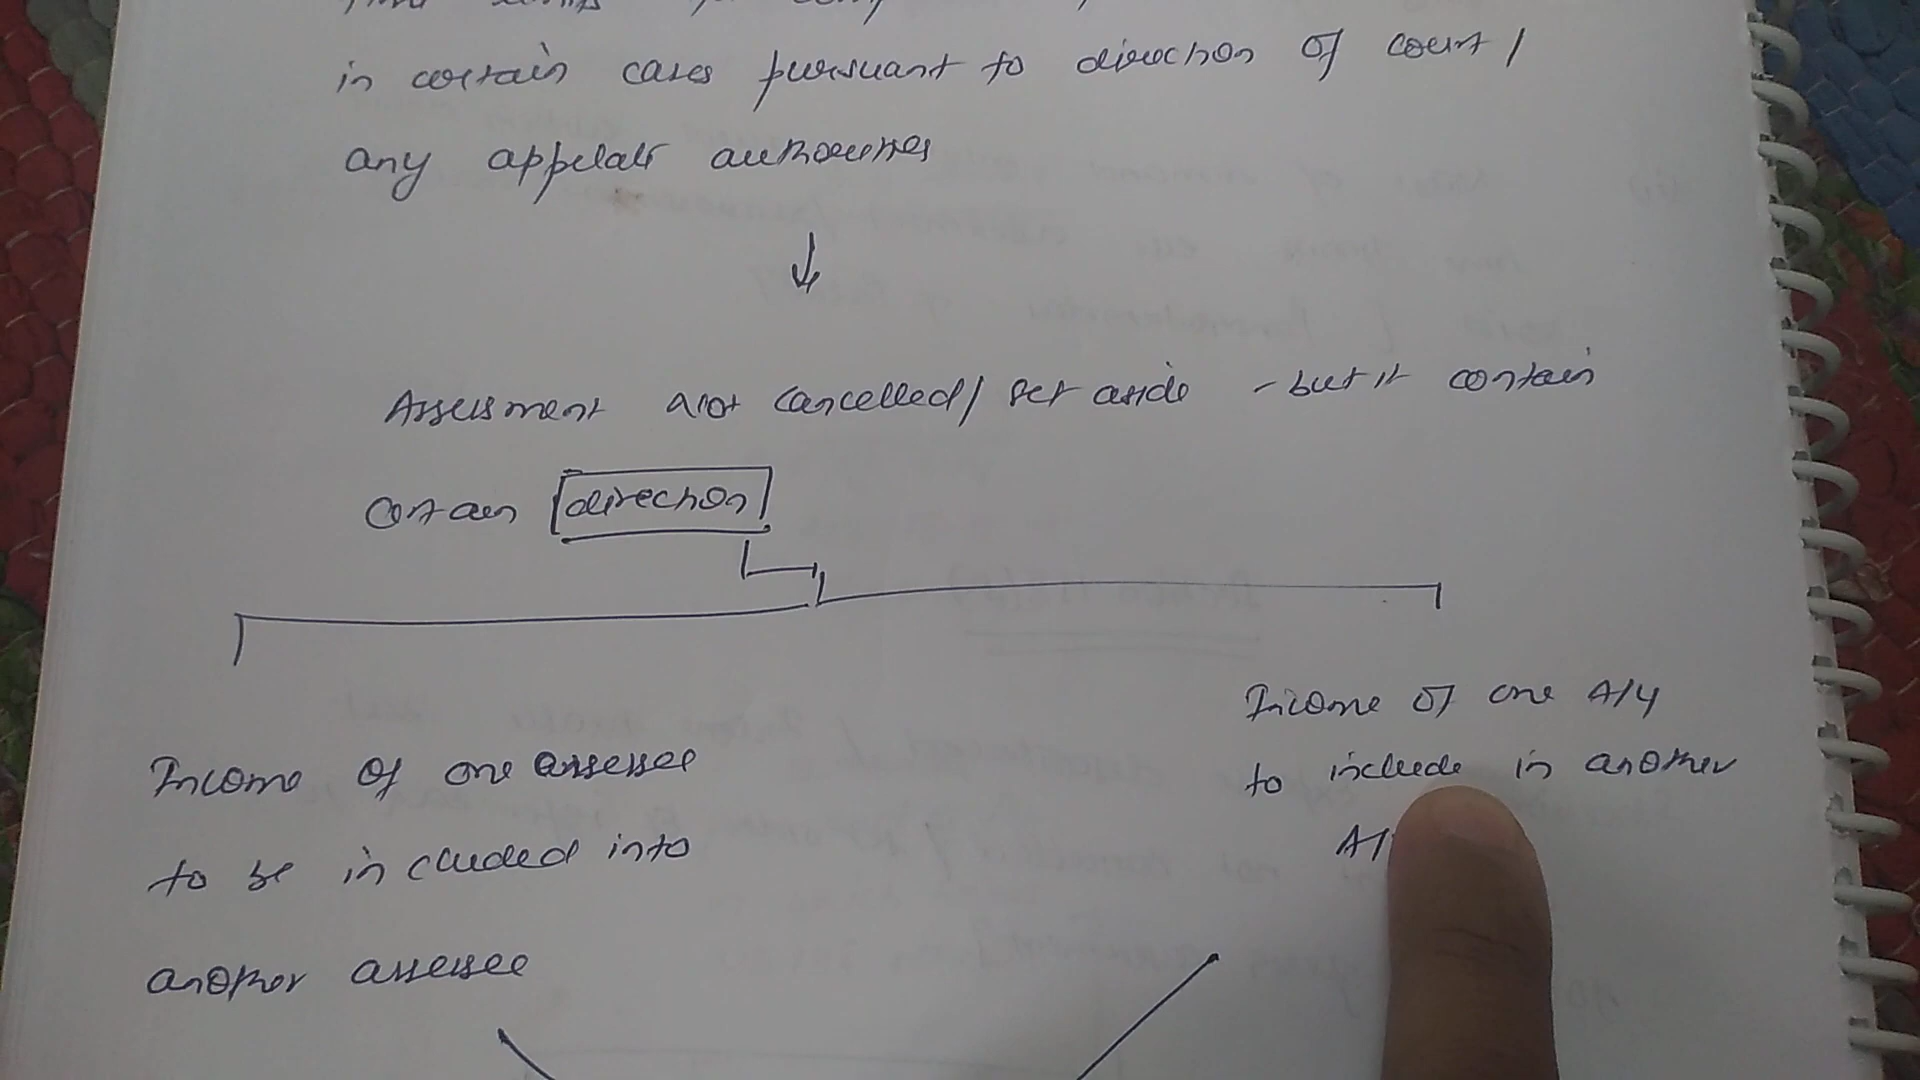 in certain cases pursuant to direction of court /
any appelate authorities
Assessment not cancelled / set aside - but it contain
certain direction
Income of one assessee
to be included into
another assessee
Income of one A/y
to include in another
A/